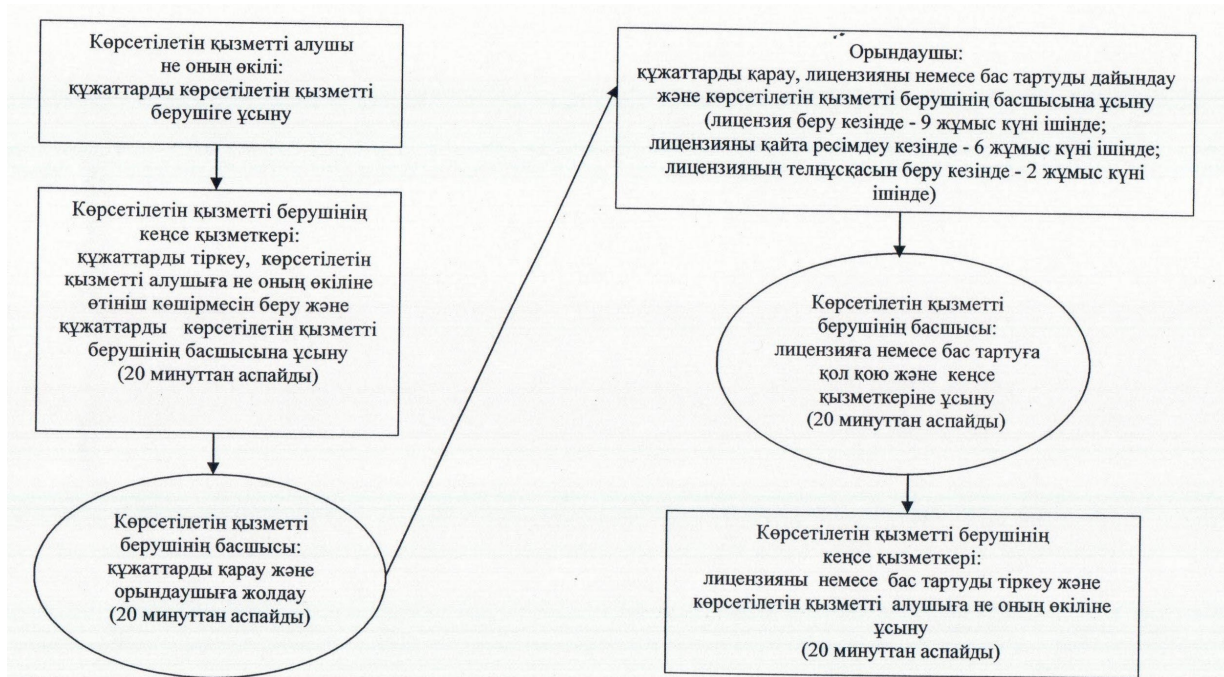 Көрсетілетін қызметті алушы
не оның өкілі:
құжаттарды көрсетілетін қызметті
берушіге ұсыну
Көрсетілетін қызметті берушінің
кеңсе қызметкері:
құжаттарды тіркеу, көрсетілетін
қызметті алушыға не оның өкіліне
өтініш көшірмесін беру және
құжаттарды көрсетілетін қызметті
берушінің басшысына ұсыну
(20 минуттан аспайды)
Көрсетілетін қызметті
берушінің басшысы:
құжаттарды қарау және
орындаушыға жолдау
(20 минуттан аспайды)
Орындаушы:
құжаттарды қарау, лицензияны немесе бас тартуды дайындау
және көрсетілетін қызметті берушінің басшысына ұсыну
(лицензия беру кезінде - 9 жұмыс күні ішінде;
лицензияны қайта ресімдеу кезінде - 6 жұмыс күні ішінде;
лицензияның телнұсқасын беру кезінде - 2 жұмыс күні
ішінде)
Көрсетілетін қызметті
берушінің басшысы:
лицензияға немесе бас тартуға
қол қою және кеңсе
қызметкеріне ұсыну
(20 минуттан аспайды)
Көрсетілетін қызметті берушінің
кеңсе қызметкері:
лицензияны немесе бас тартуды тіркеу және
көрсетілетін қызметті алушыға не оның өкіліне
ұсыну
(20 минуттан аспайды)